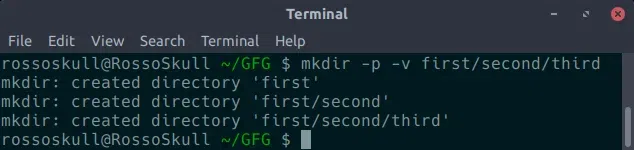 Terminal
File Edit View Search Terminal Help
rossoskull@RossoSkull ~/GFG $ mkdir -p -v first/second/third
mkdir: created directory 'first'
mkdir: created directory 'first/second'
mkdir: created directory 'first/second/third'
rossoskull@RossoSkull ~/GFG $